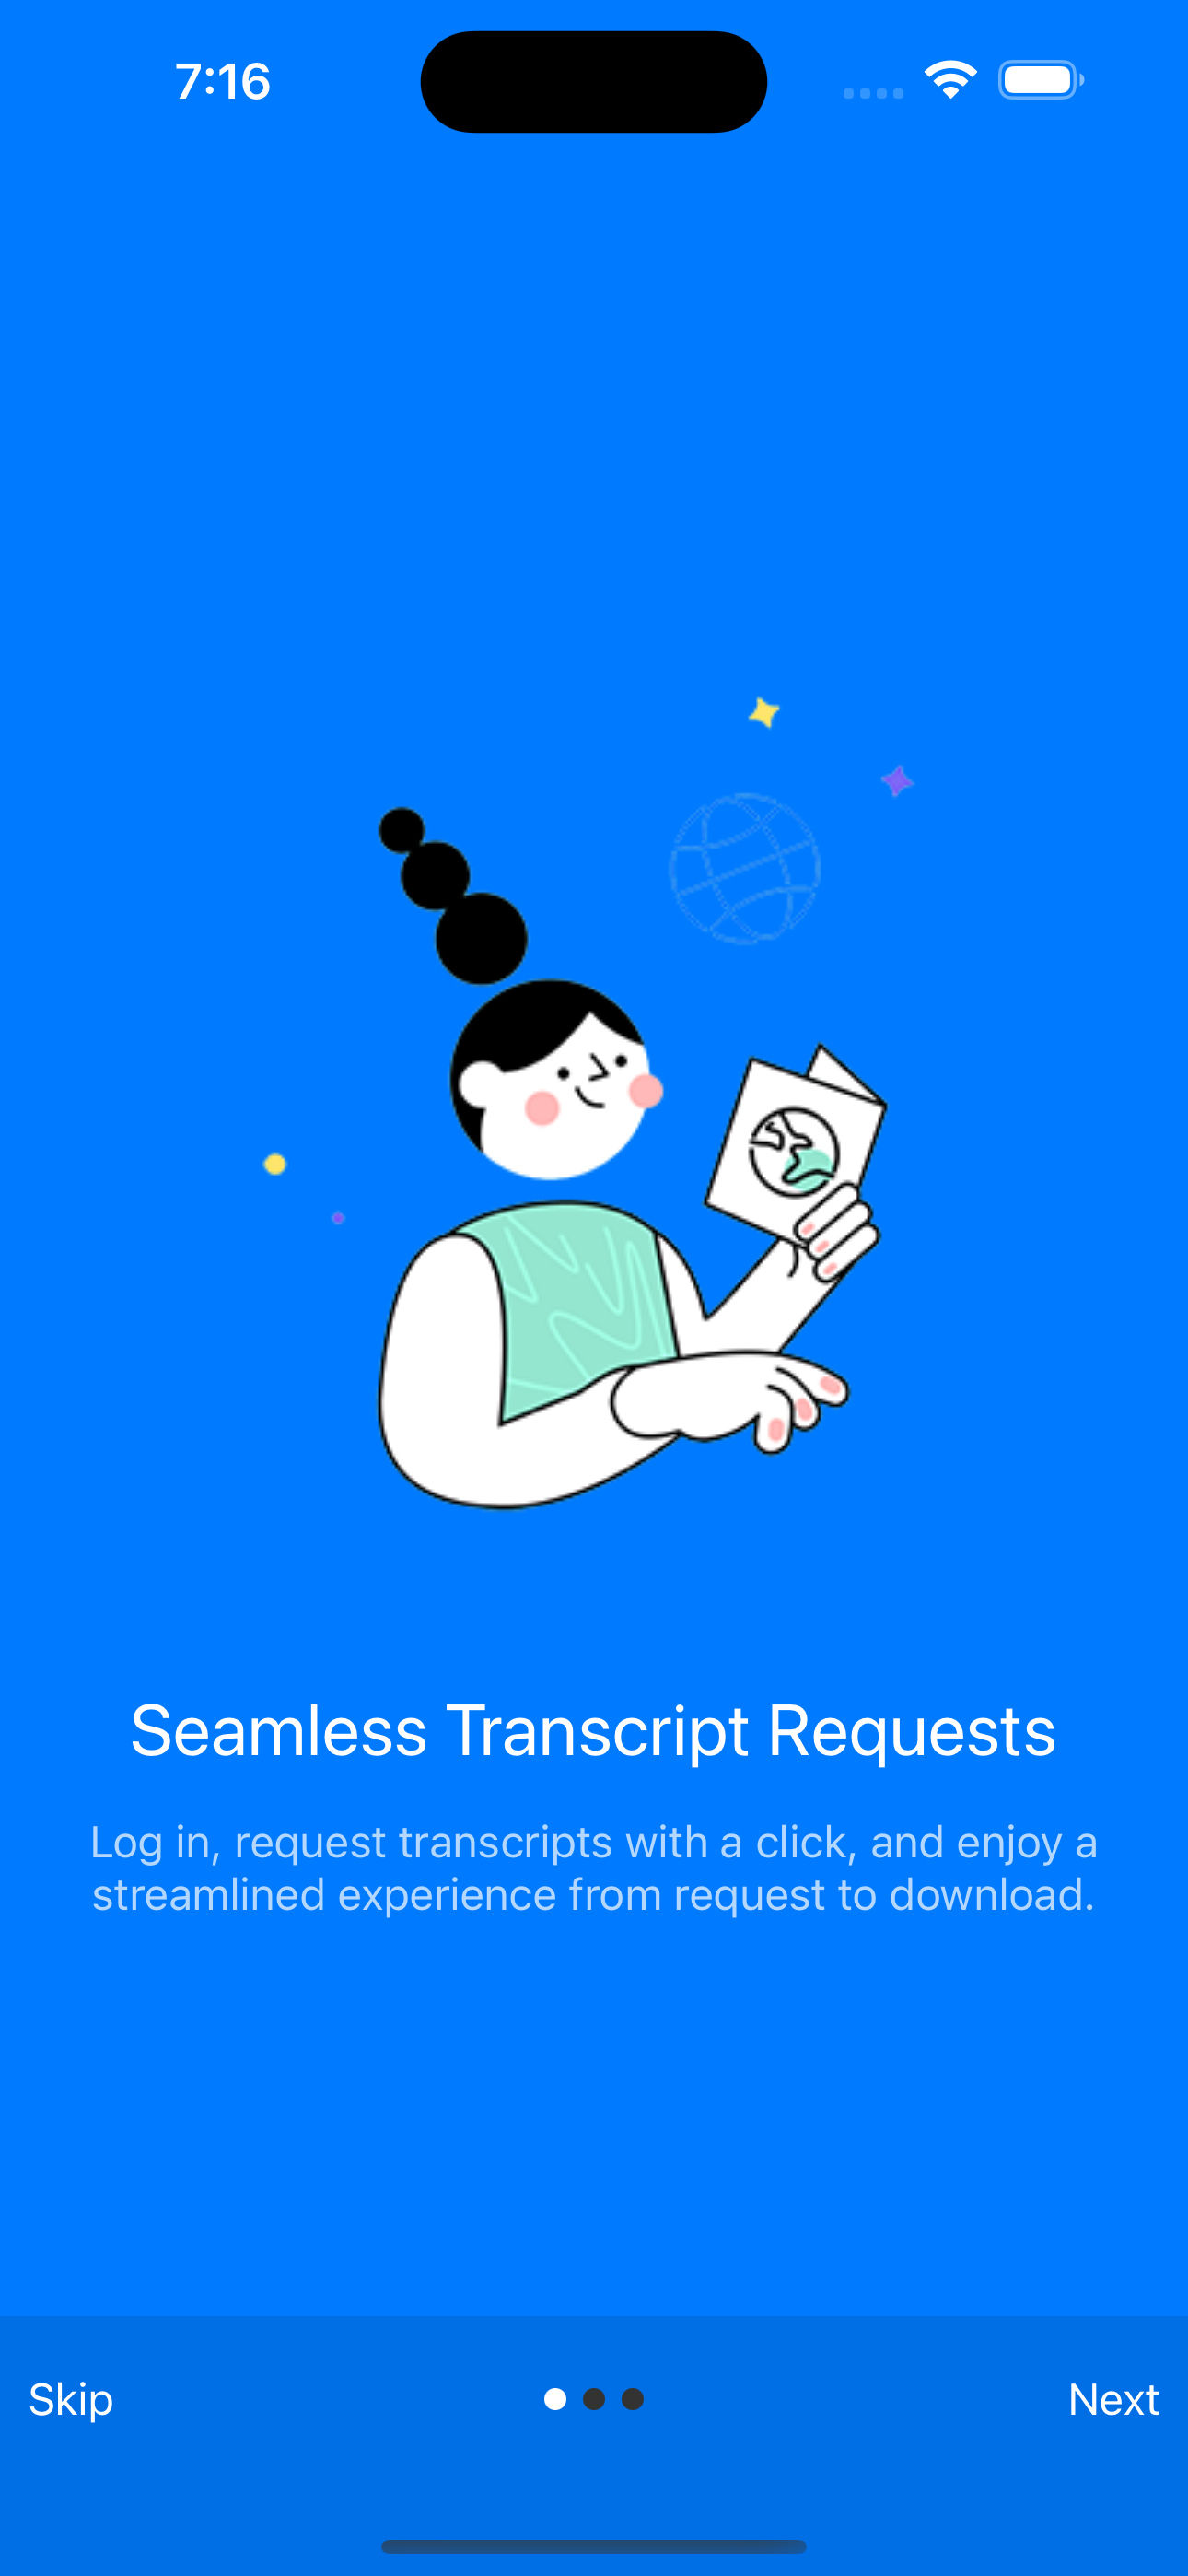 7:16
Seamless Transcript Requests
Log in, request transcripts with a click, and enjoy a
streamlined experience from request to download.
Skip
Next